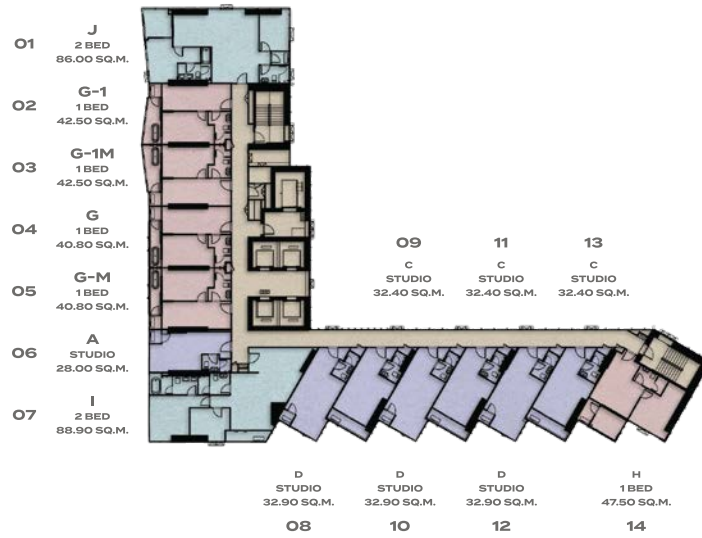 01
J
2 BED
86.00 SQ.M.
02
G-1
1 BED
42.50 SQ.M.
03
G-1M
1 BED
42.50 SQ.M.
04
G
1 BED
40.80 SQ.M.
05
G-M
1 BED
40.80 SQ.M.
06
A
STUDIO
28.00 SQ.M.
07
I
2 BED
88.90 SQ.M.
09 11 13
C C C
STUDIO STUDIO STUDIO
32.40 SQ.M. 32.40 SQ.M. 32.40 SQ.M.
D D D H
STUDIO STUDIO STUDIO 1 BED
32.90 SQ.M. 32.90 SQ.M. 32.90 SQ.M. 47.50 SQ.M.
08 10 12 14